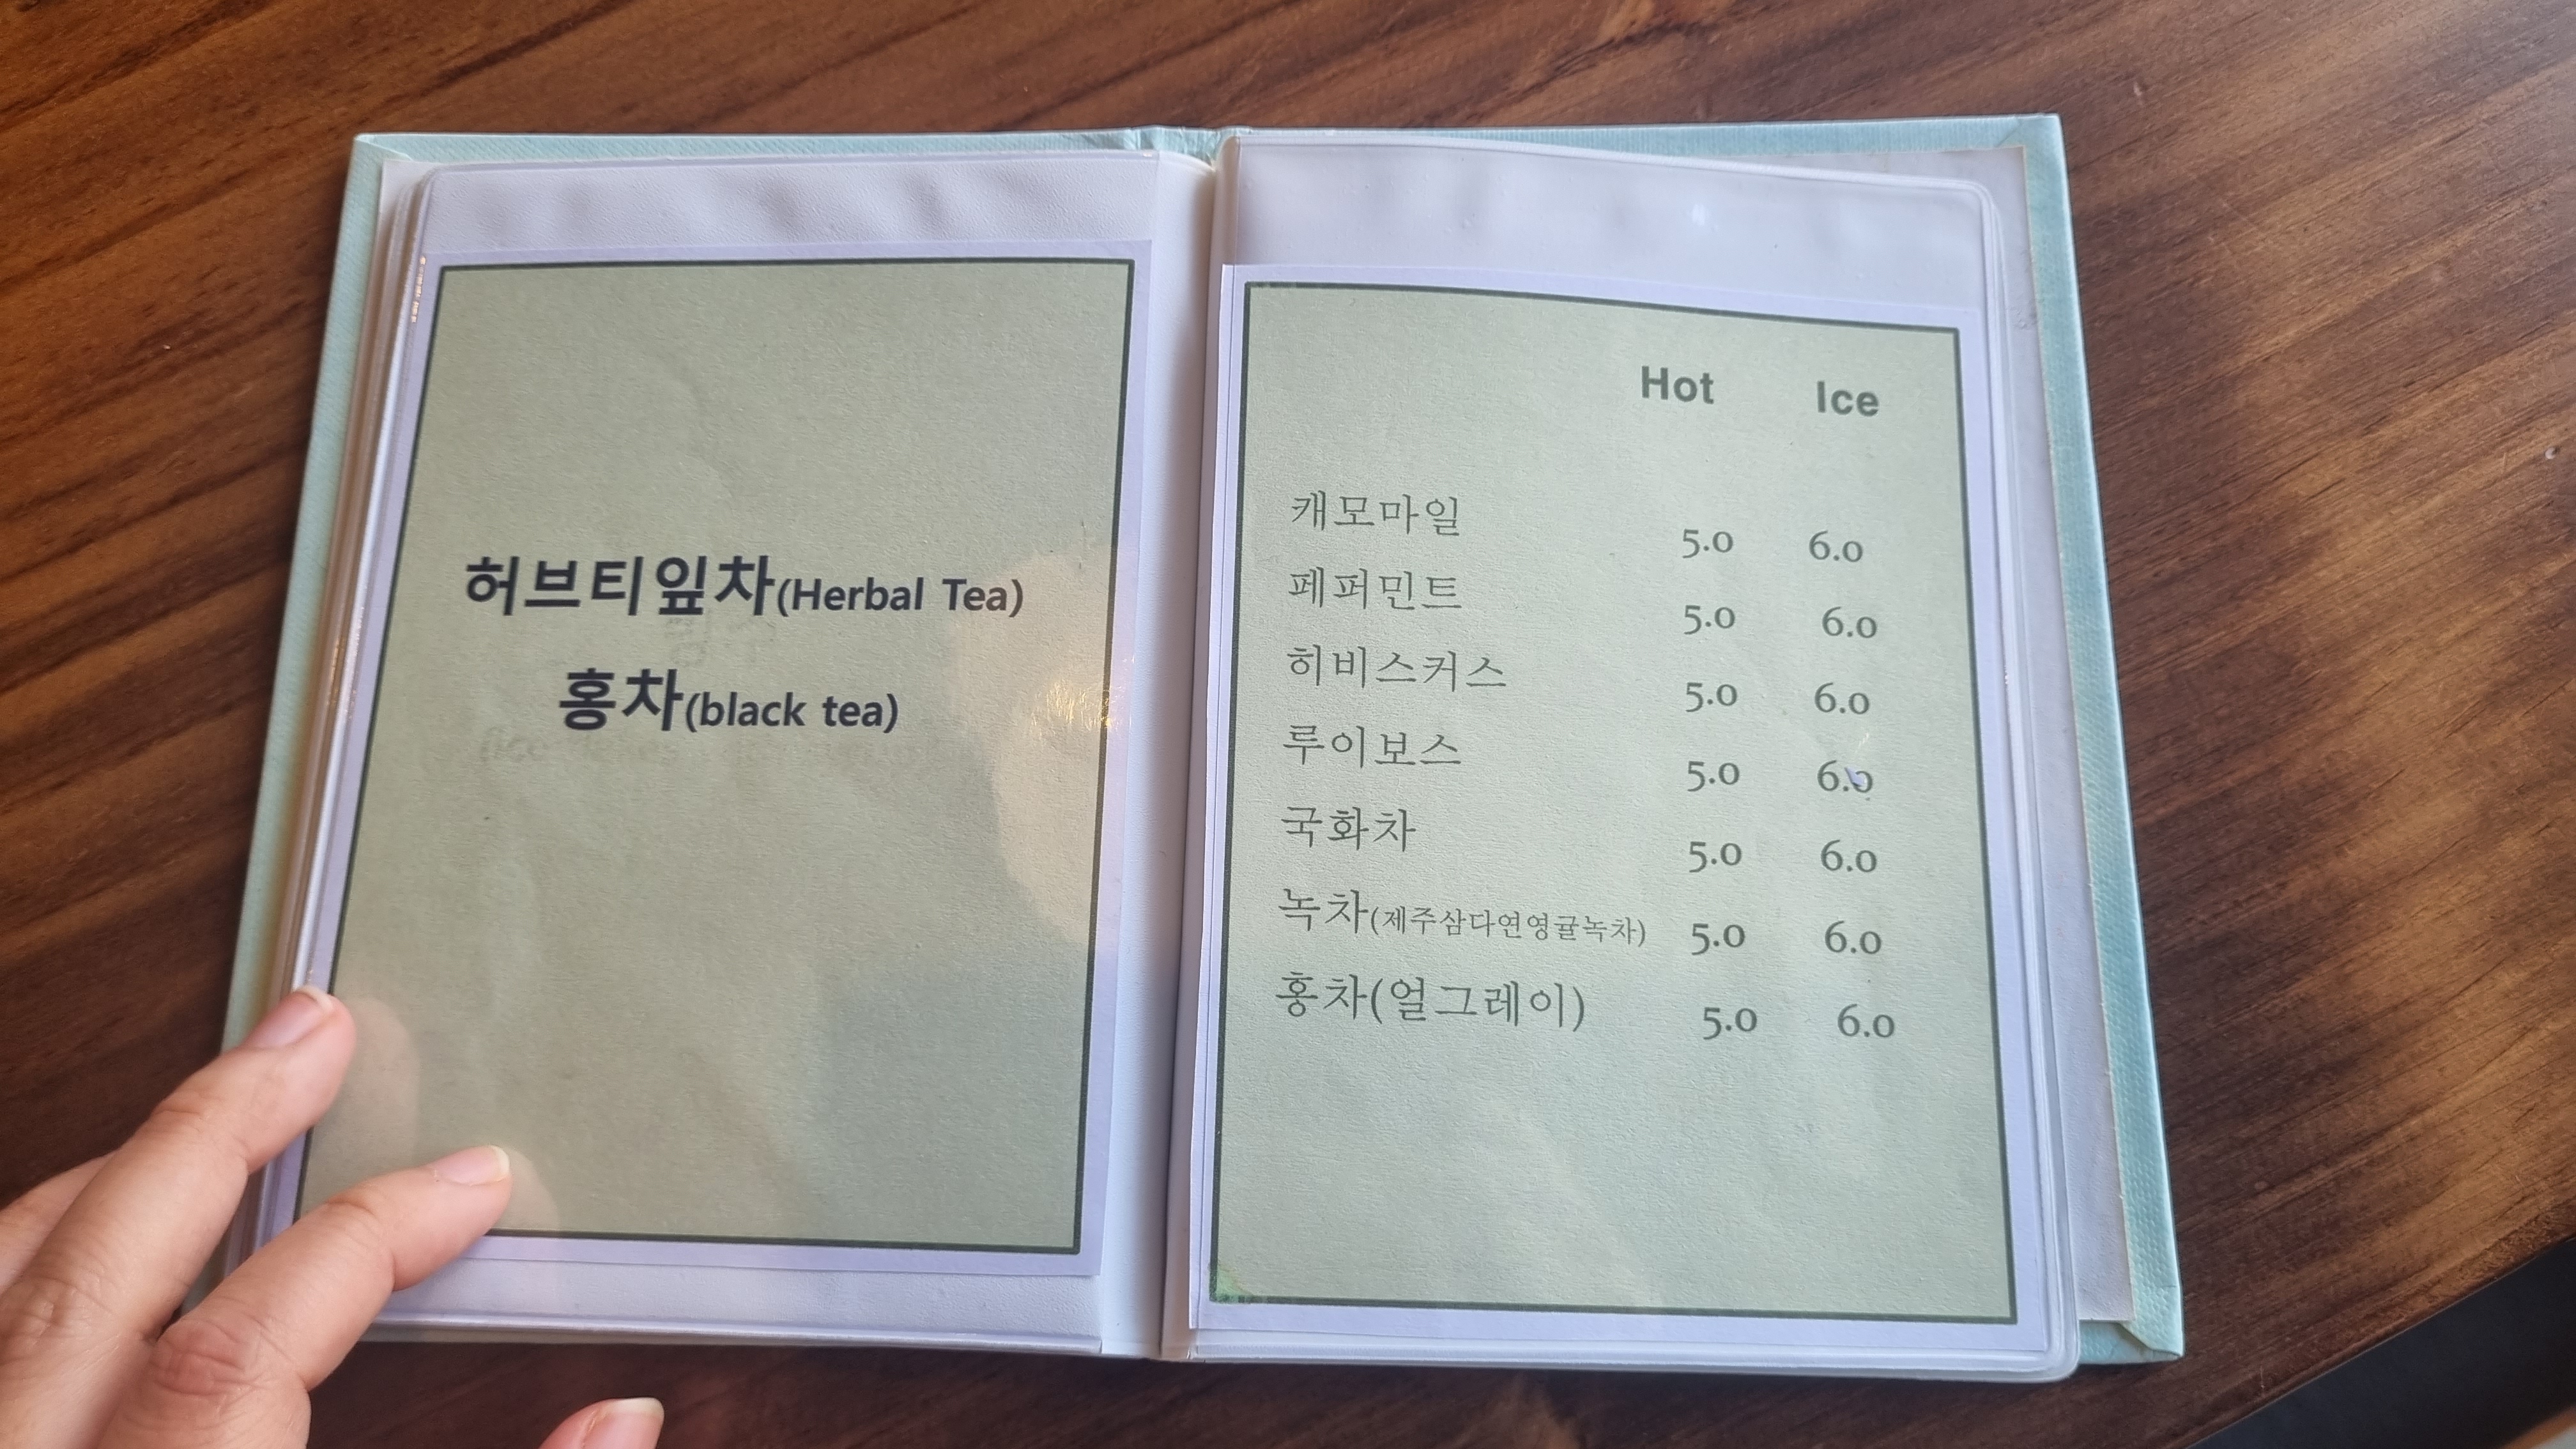 허브티잎차(Herbal Tea)
홍차(black tea)
Hot Ice
캐모마일 5.0 6.0
페퍼민트 5.0 6.0
히비스커스 5.0 6.0
루이보스 5.0 6.0
국화차 5.0 6.0
녹차(제주삼다연영귤녹차) 5.0 6.0
홍차(얼그레이) 5.0 6.0